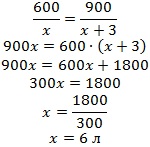 600/x = 900/(x + 3)
900x = 600 · (x + 3)
900x = 600x + 1800
300x = 1800
x = 1800/300
x = 6 л